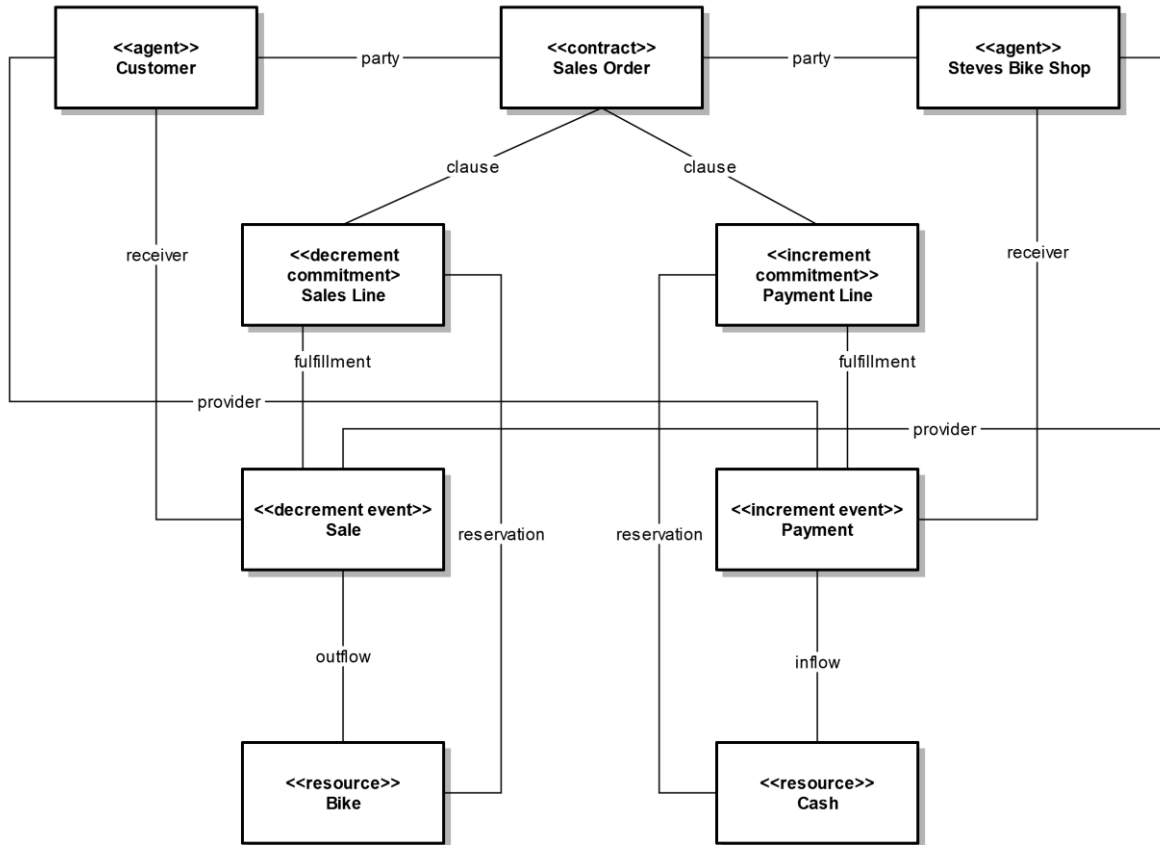 <<agent>>
Customer
party
<<contract>>
Sales Order
party
<<agent>>
Steves Bike Shop
clause
clause
receiver
<<decrement
commitment>
Sales Line
<<increment
commitment>>
Payment Line
receiver
fulfillment
fulfillment
provider
provider
<<decrement event>>
Sale
reservation
reservation
<<increment event>>
Payment
outflow
inflow
<<resource>>
Bike
<<resource>>
Cash